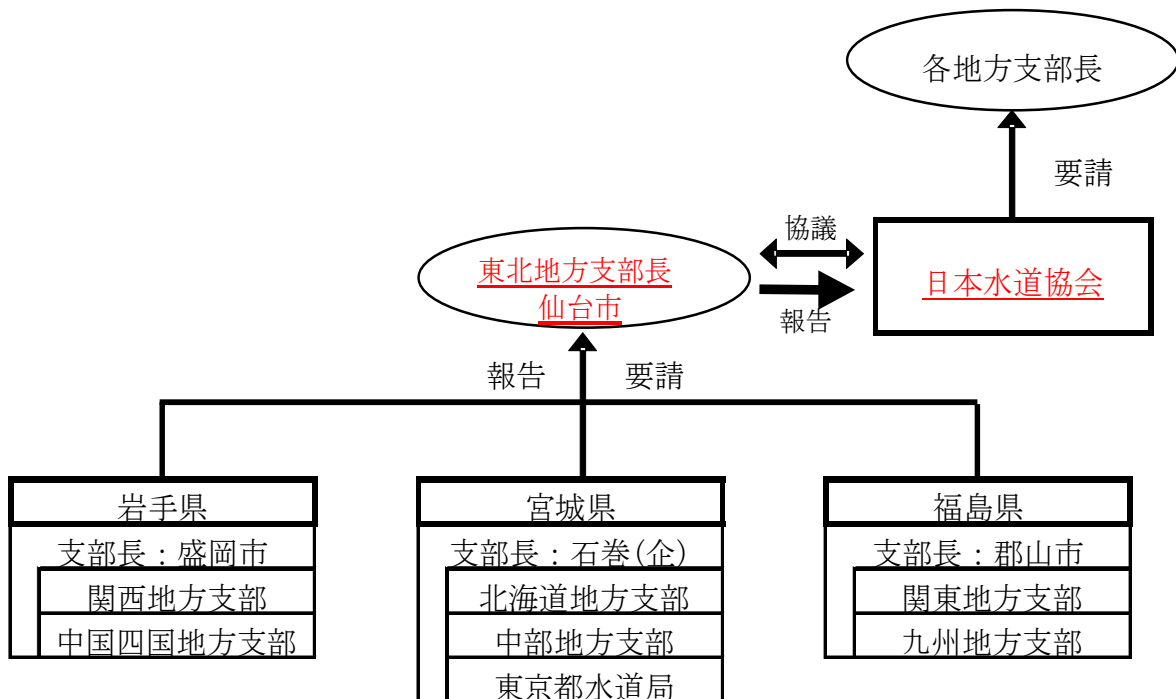 各地方支部長
要請
協議
東北地方支部長
仙台市
日本水道協会
報告
報告
要請
岩手県
支部長：盛岡市
関西地方支部
中国四国地方支部
宮城県
支部長：石巻(企)
北海道地方支部
中部地方支部
東京都水道局
福島県
支部長：郡山市
関東地方支部
九州地方支部